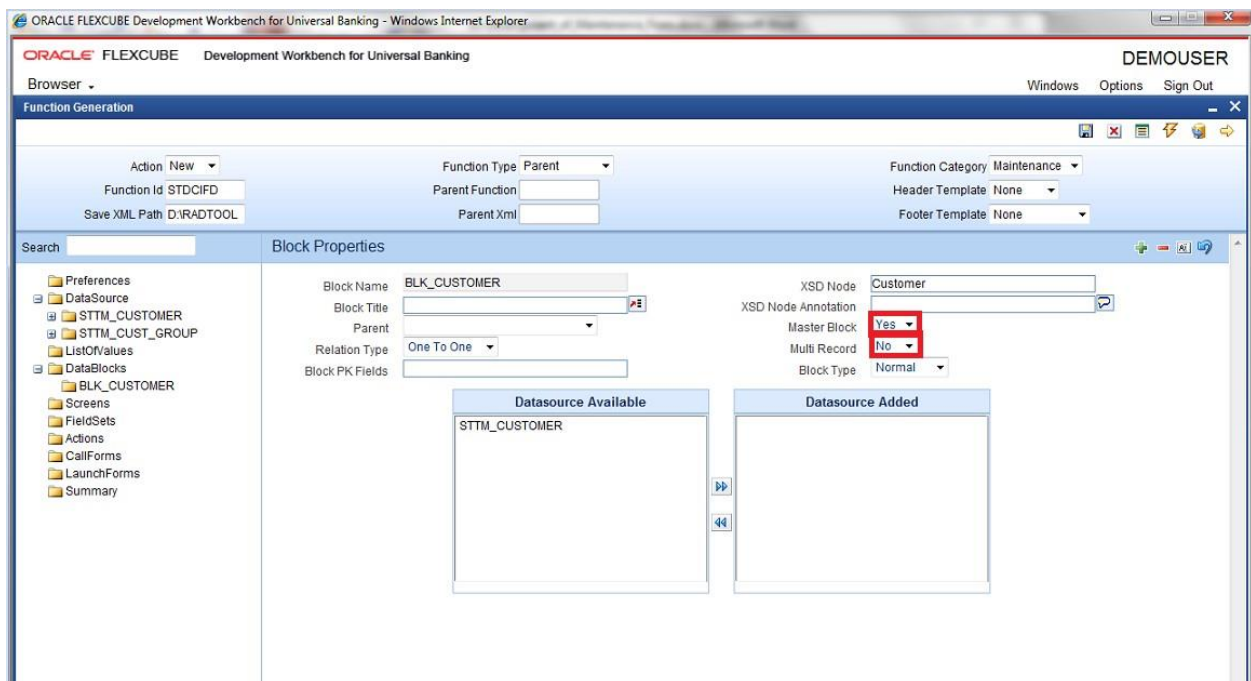 ORACLE FLEXCUBE Development Workbench for Universal Banking - Windows Internet Explorer
ORACLE FLEXCUBE Development Workbench for Universal Banking
DEMOUSER
Browser
Windows Options Sign Out
Function Generation
Action New Function Type Parent Function Category Maintenance
Function Id STDCIFD Parent Function Header Template None
Save XML Path D:\RADTOOL Parent Xml Footer Template None
Search
Block Properties
Preferences
DataSource
STTM_CUSTOMER
STTM_CUST_GROUP
ListOfValues
DataBlocks
BLK_CUSTOMER
Screens
FieldSets
Actions
CallForms
LaunchForms
Summary
Block Name BLK_CUSTOMER XSD Node Customer
Block Title XSD Node Annotation
Parent Master Block Yes
Relation Type One To One Multi Record No
Block PK Fields Block Type Normal
Datasource Available Datasource Added
STTM_CUSTOMER